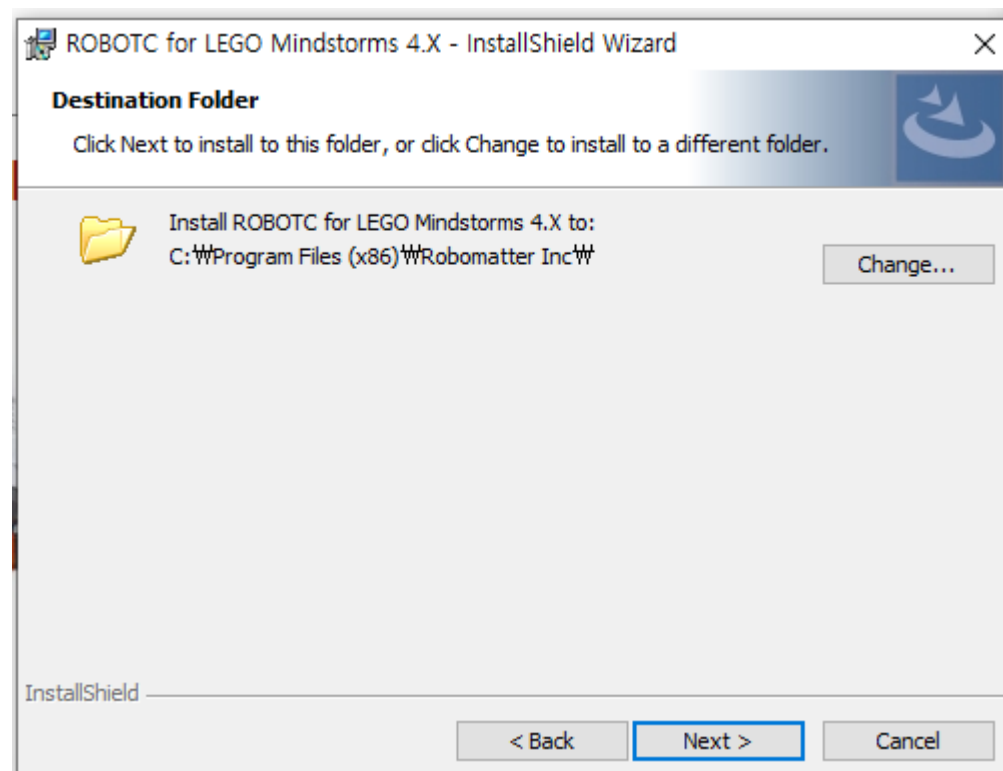 ROBOTC for LEGO Mindstorms 4.X - InstallShield Wizard
Destination Folder
Click Next to install to this folder, or click Change to install to a different folder.
Install ROBOTC for LEGO Mindstorms 4.X to:
C:₩Program Files (x86)₩Robomatter Inc₩
Change...
InstallShield
< Back
Next >
Cancel